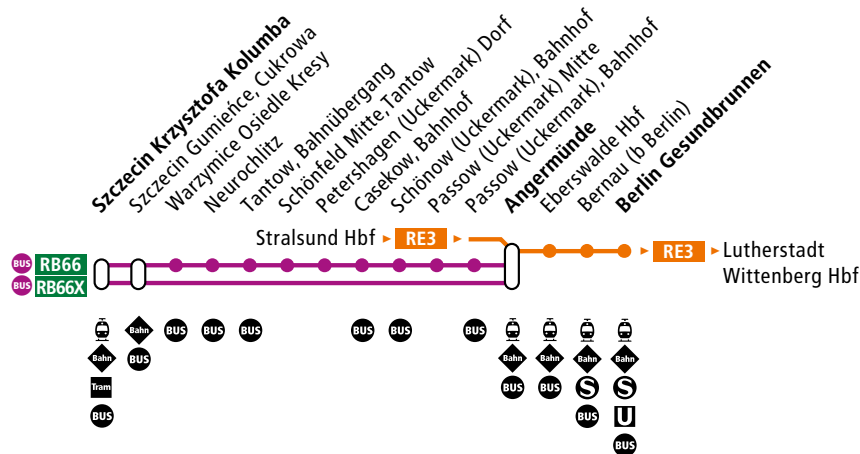 Szczecin Krzysztofa Kolumba
Szczecin Gumieńce, Cukrowa
Warzymice Osiedle Kresy
Neurochlitz
Tantow, Bahnübergang
Schönfeld Mitte, Tantow
Petershagen (Uckermark) Dorf
Casekow, Bahnhof
Schönow (Uckermark), Bahnhof
Passow (Uckermark) Mitte
Passow (Uckermark), Bahnhof
Angermünde
Eberswalde Hbf
Bernau (b Berlin)
Berlin Gesundbrunnen
Stralsund Hbf RE3
RE3 Lutherstadt
Wittenberg Hbf
BUS RB66
BUS RB66X
Bahn BUS BUS BUS BUS BUS BUS
Bahn BUS Bahn Bahn Bahn Bahn
Tram BUS BUS S S
BUS BUS U
BUS